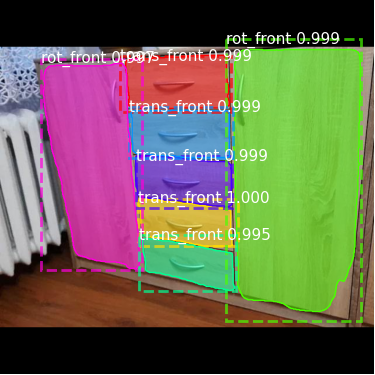 rot_front 0.999
rot_front 0.997
trans_front 0.999
trans_front 0.999
trans_front 0.999
trans_front 1.000
trans_front 0.995